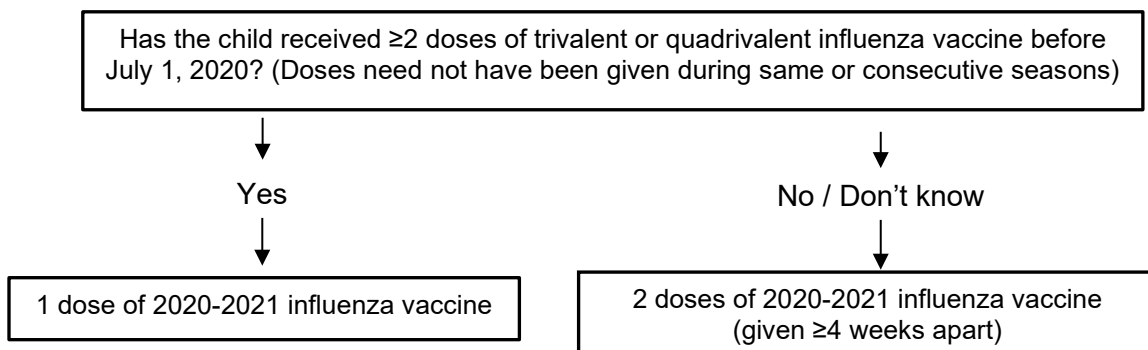 Has the child received ≥2 doses of trivalent or quadrivalent influenza vaccine before
July 1, 2020? (Doses need not have been given during same or consecutive seasons)
Yes
No / Don’t know
1 dose of 2020-2021 influenza vaccine
2 doses of 2020-2021 influenza vaccine
(given ≥4 weeks apart)